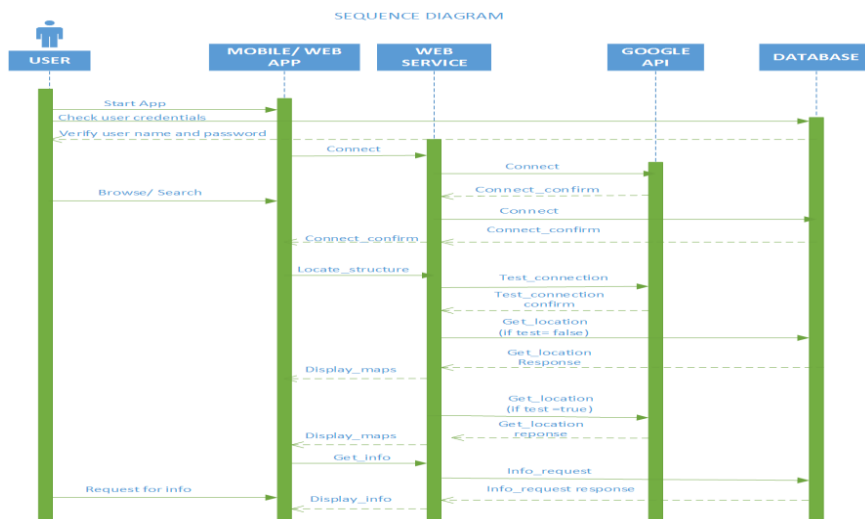 SEQUENCE DIAGRAM
USER
MOBILE/ WEB
APP
WEB
SERVICE
GOOGLE
API
DATABASE
Start App
Check user credentials
Verify user name and password
Connect
Connect
Connect_confirm
Browse/ Search
Connect
Connect_confirm
Connect_confirm
Locate_structure
Test_connection
Test_connection
confirm
Get_location
(if test= false)
Get_location
Response
Display_maps
Get_location
(if test =true)
Get_location
reponse
Display_maps
Get_info
Info_request
Request for info
Info_request response
Display_info